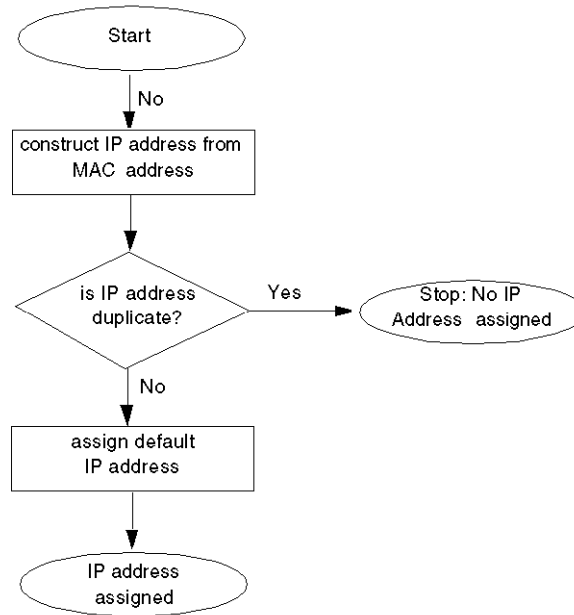 Start
No
construct IP address from
MAC address
is IP address
duplicate?
Yes
Stop: No IP
Address assigned
No
assign default
IP address
IP address
assigned